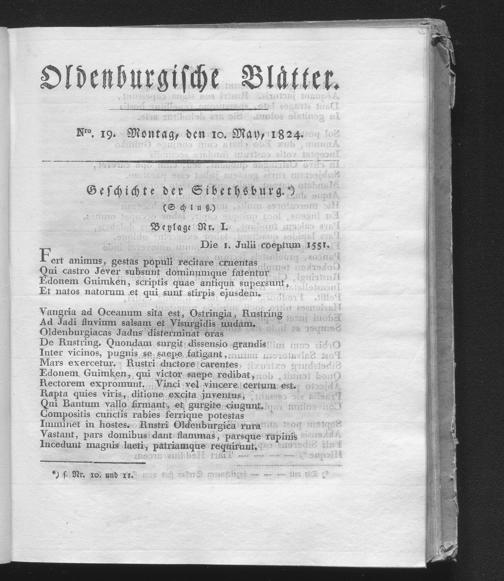 Oldenburgische Blätter.
Nro. 19. Montag, den 10. May, 1824.
Geschichte der Sibethsburg.*)
(Schluß.)
Beylage Nr. I.
Die 1. Julii coeptum 1551.
Fert animus, gestas populi recitare cruentas
Qui castro Jever subsunt dominumque fatentur
Edonem Guimken, scriptis quae antiqua supersunt,
Et natos natorum et qui sunt stirpis ejusdem.
Vangria ad Oceanum sita est, Ostringia, Rustring
Ad Jadi fluvium salsam et Visurgidis undam.
Oldenburgiacas Jadus disterminat oras
De Rustring. Quondam surgit dissensio grandis
Inter vicinos, pugnis se saepe fatigant,
Mars exercetur. Rustri ductore carentes
Edonem Guimken, qui victor saepe redibat,
Rectorem expromunt. Vinci vel vincere certum est.
Rapta quies viris, ditione excita juventus,
Qui Bantum vallo firmant, et gurgite cingunt.
Compositis cunctis rabies ferrique potestas
Imminet in hostes. Rustri Oldenburgica rura
Vastant, pars domibus dant flammas, parsque rapinis
Incedunt magnis laeti, patriamque requirunt.
*) s. Nr. 10. und 11.